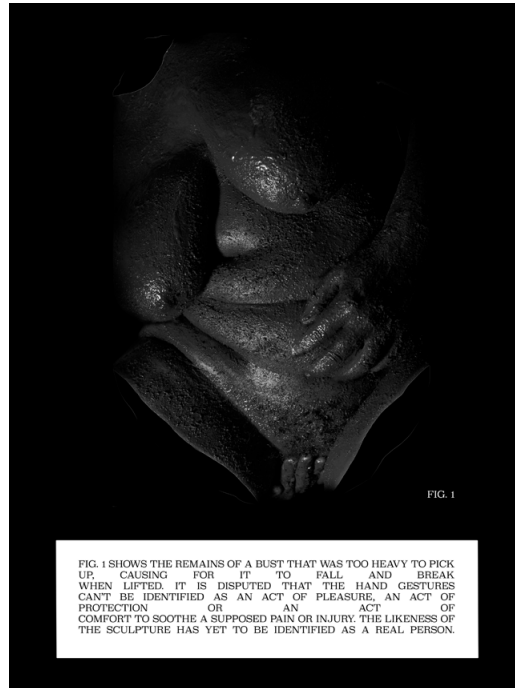 FIG. 1
FIG. 1 SHOWS THE REMAINS OF A BUST THAT WAS TOO HEAVY TO PICK
UP, CAUSING FOR IT TO FALL AND BREAK
WHEN LIFTED. IT IS DISPUTED THAT THE HAND GESTURES
CAN'T BE IDENTIFIED AS AN ACT OF PLEASURE, AN ACT OF
PROTECTION OR AN ACT OF
COMFORT TO SOOTHE A SUPPOSED PAIN OR INJURY. THE LIKENESS OF
THE SCULPTURE HAS YET TO BE IDENTIFIED AS A REAL PERSON.